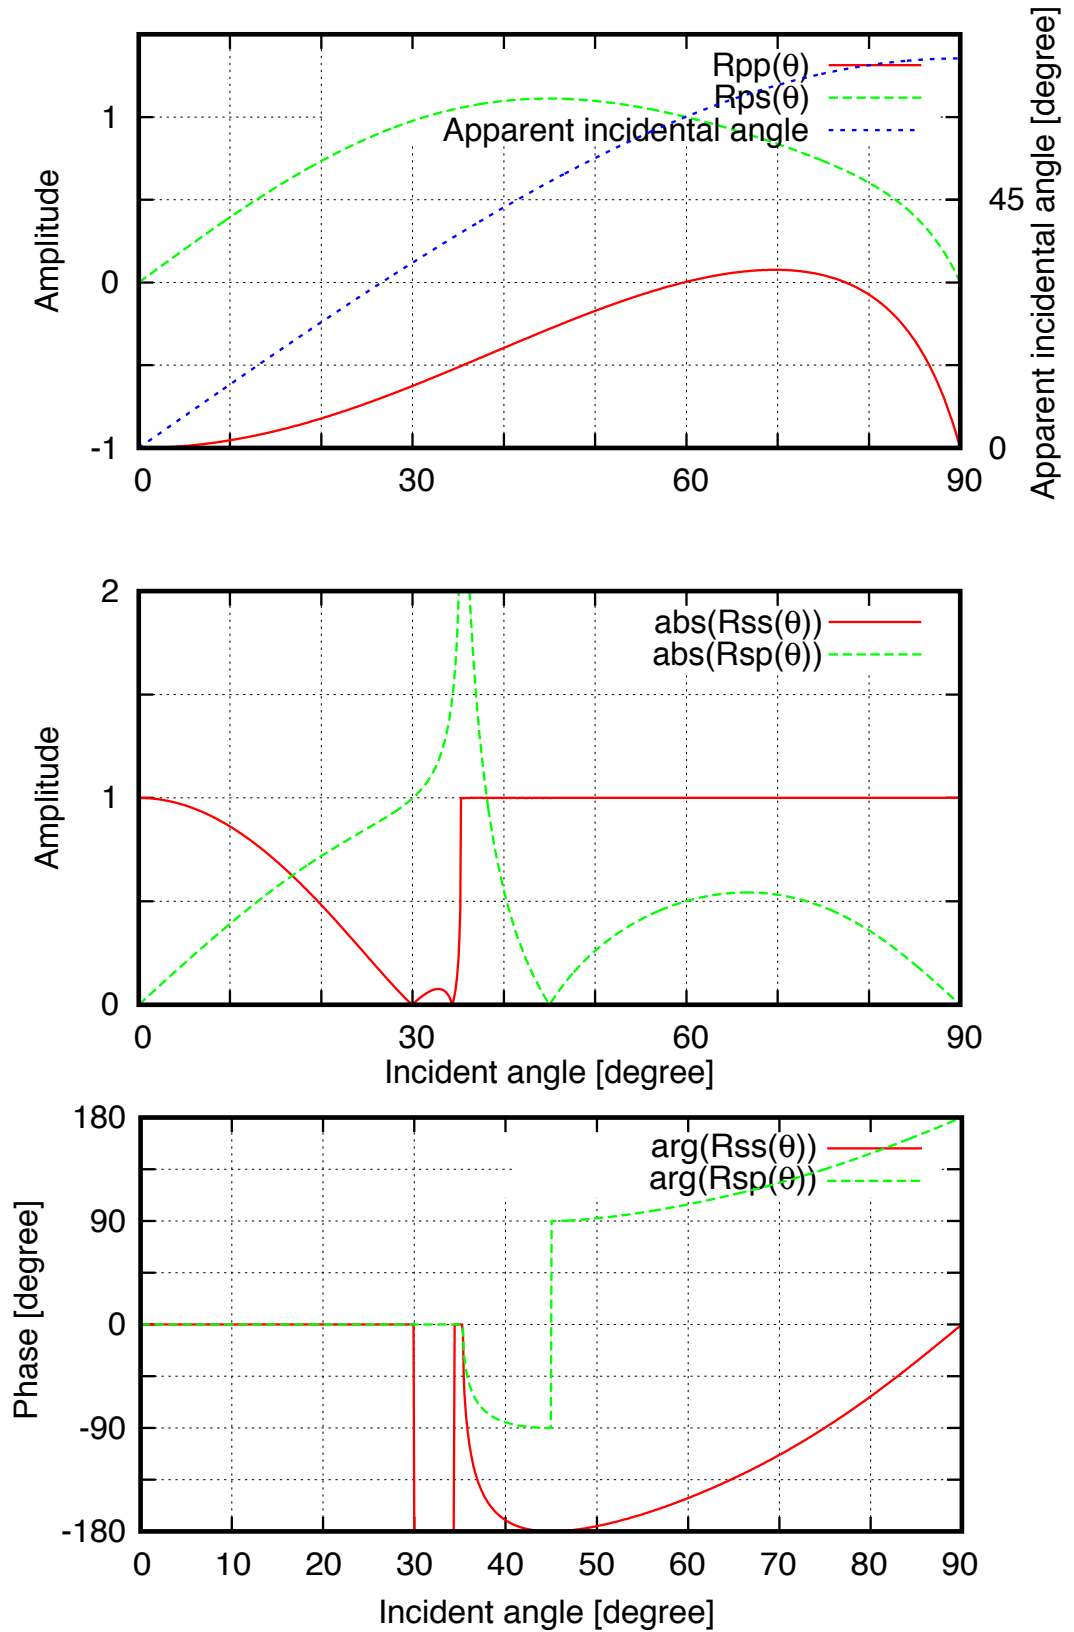 Rpp(θ)
Rps(θ)
Apparent incidental angle
1
0
-1
Amplitude
45
0
Apparent incidental angle [degree]
0 30 60 90
abs(Rss(θ))
abs(Rsp(θ))
2
1
0
Amplitude
0 30 60 90
Incident angle [degree]
arg(Rss(θ))
arg(Rsp(θ))
180
90
0
-90
-180
Phase [degree]
0 10 20 30 40 50 60 70 80 90
Incident angle [degree]